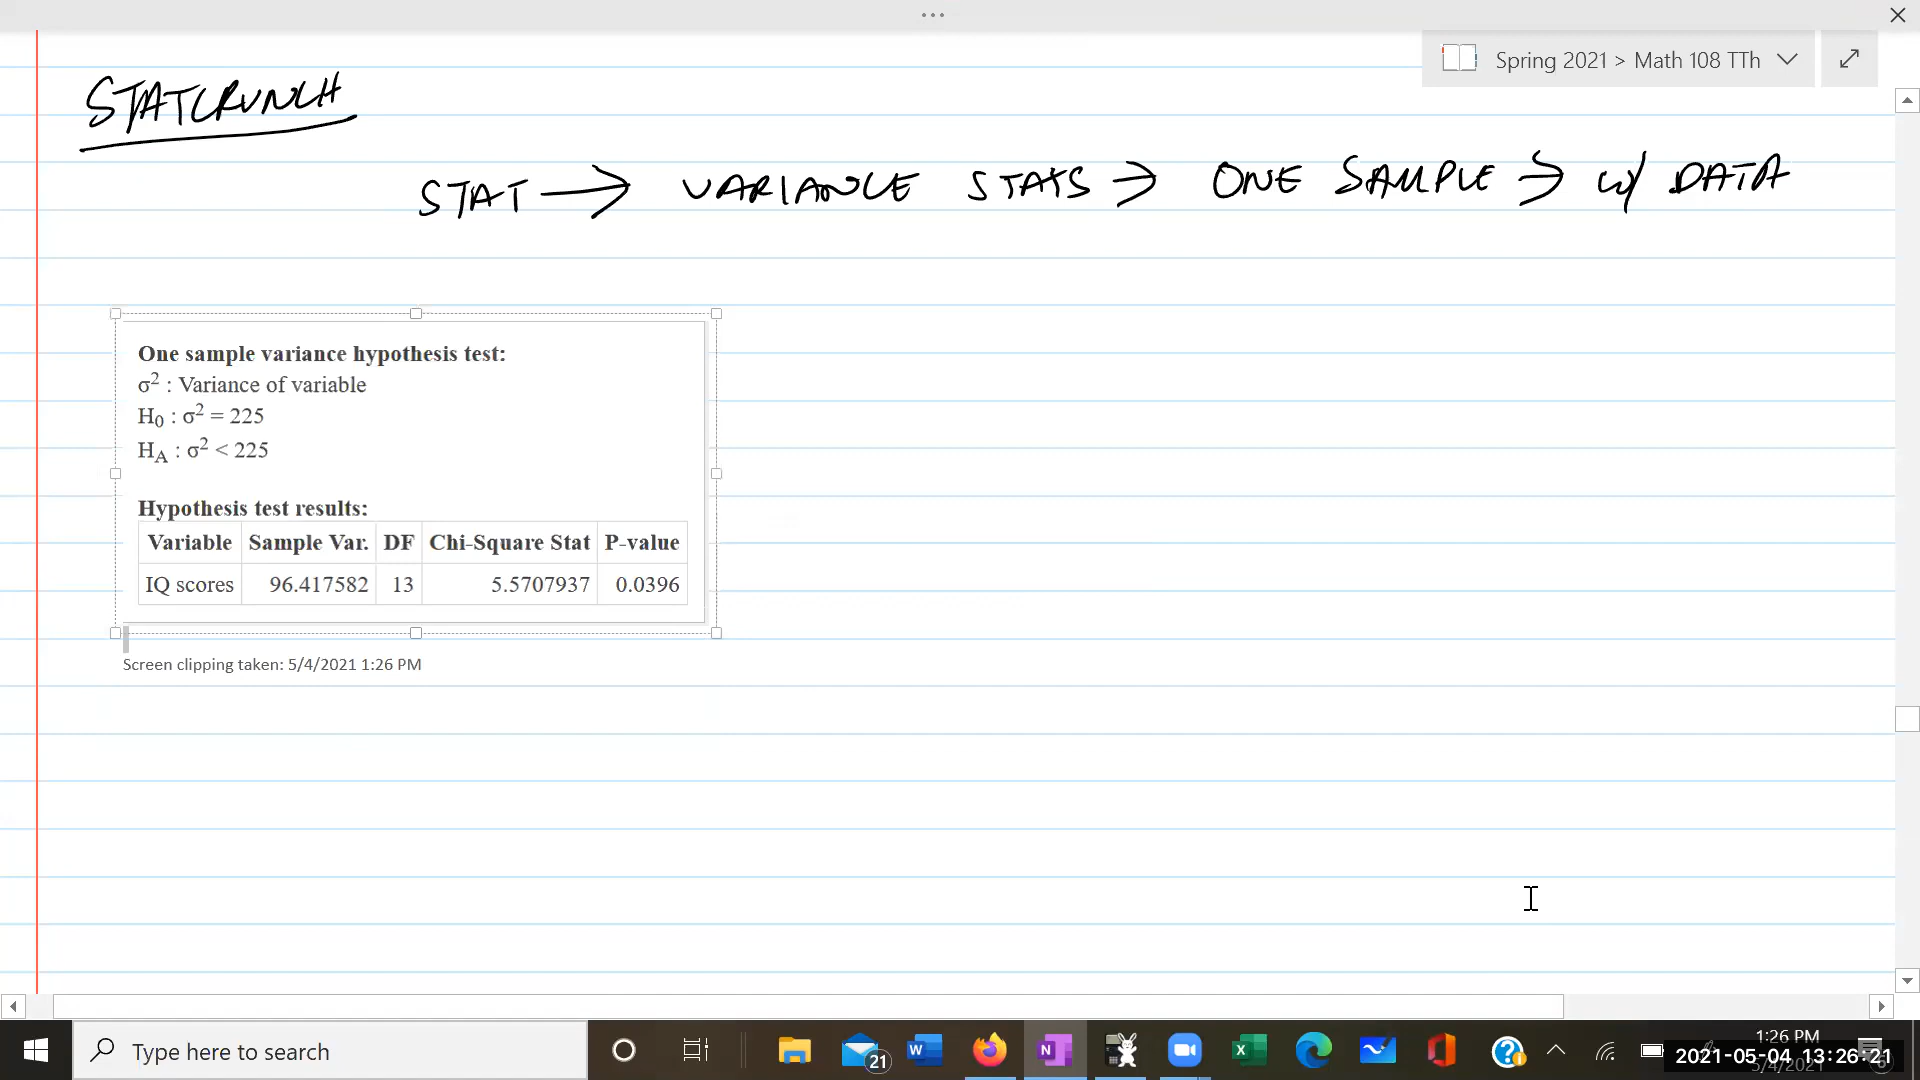 Spring 2021 > Math 108 TTh
STATCRUNCH
STAT → VARIANCE STATS → ONE SAMPLE → w/ DATA
One sample variance hypothesis test:
σ² : Variance of variable
H₀ : σ² = 225
H_A : σ² < 225
Hypothesis test results:
Variable Sample Var. DF Chi-Square Stat P-value
IQ scores 96.417582 13 5.5707937 0.0396
Screen clipping taken: 5/4/2021 1:26 PM
Type here to search
21
1:26 PM
2021-05-04 13:26:21